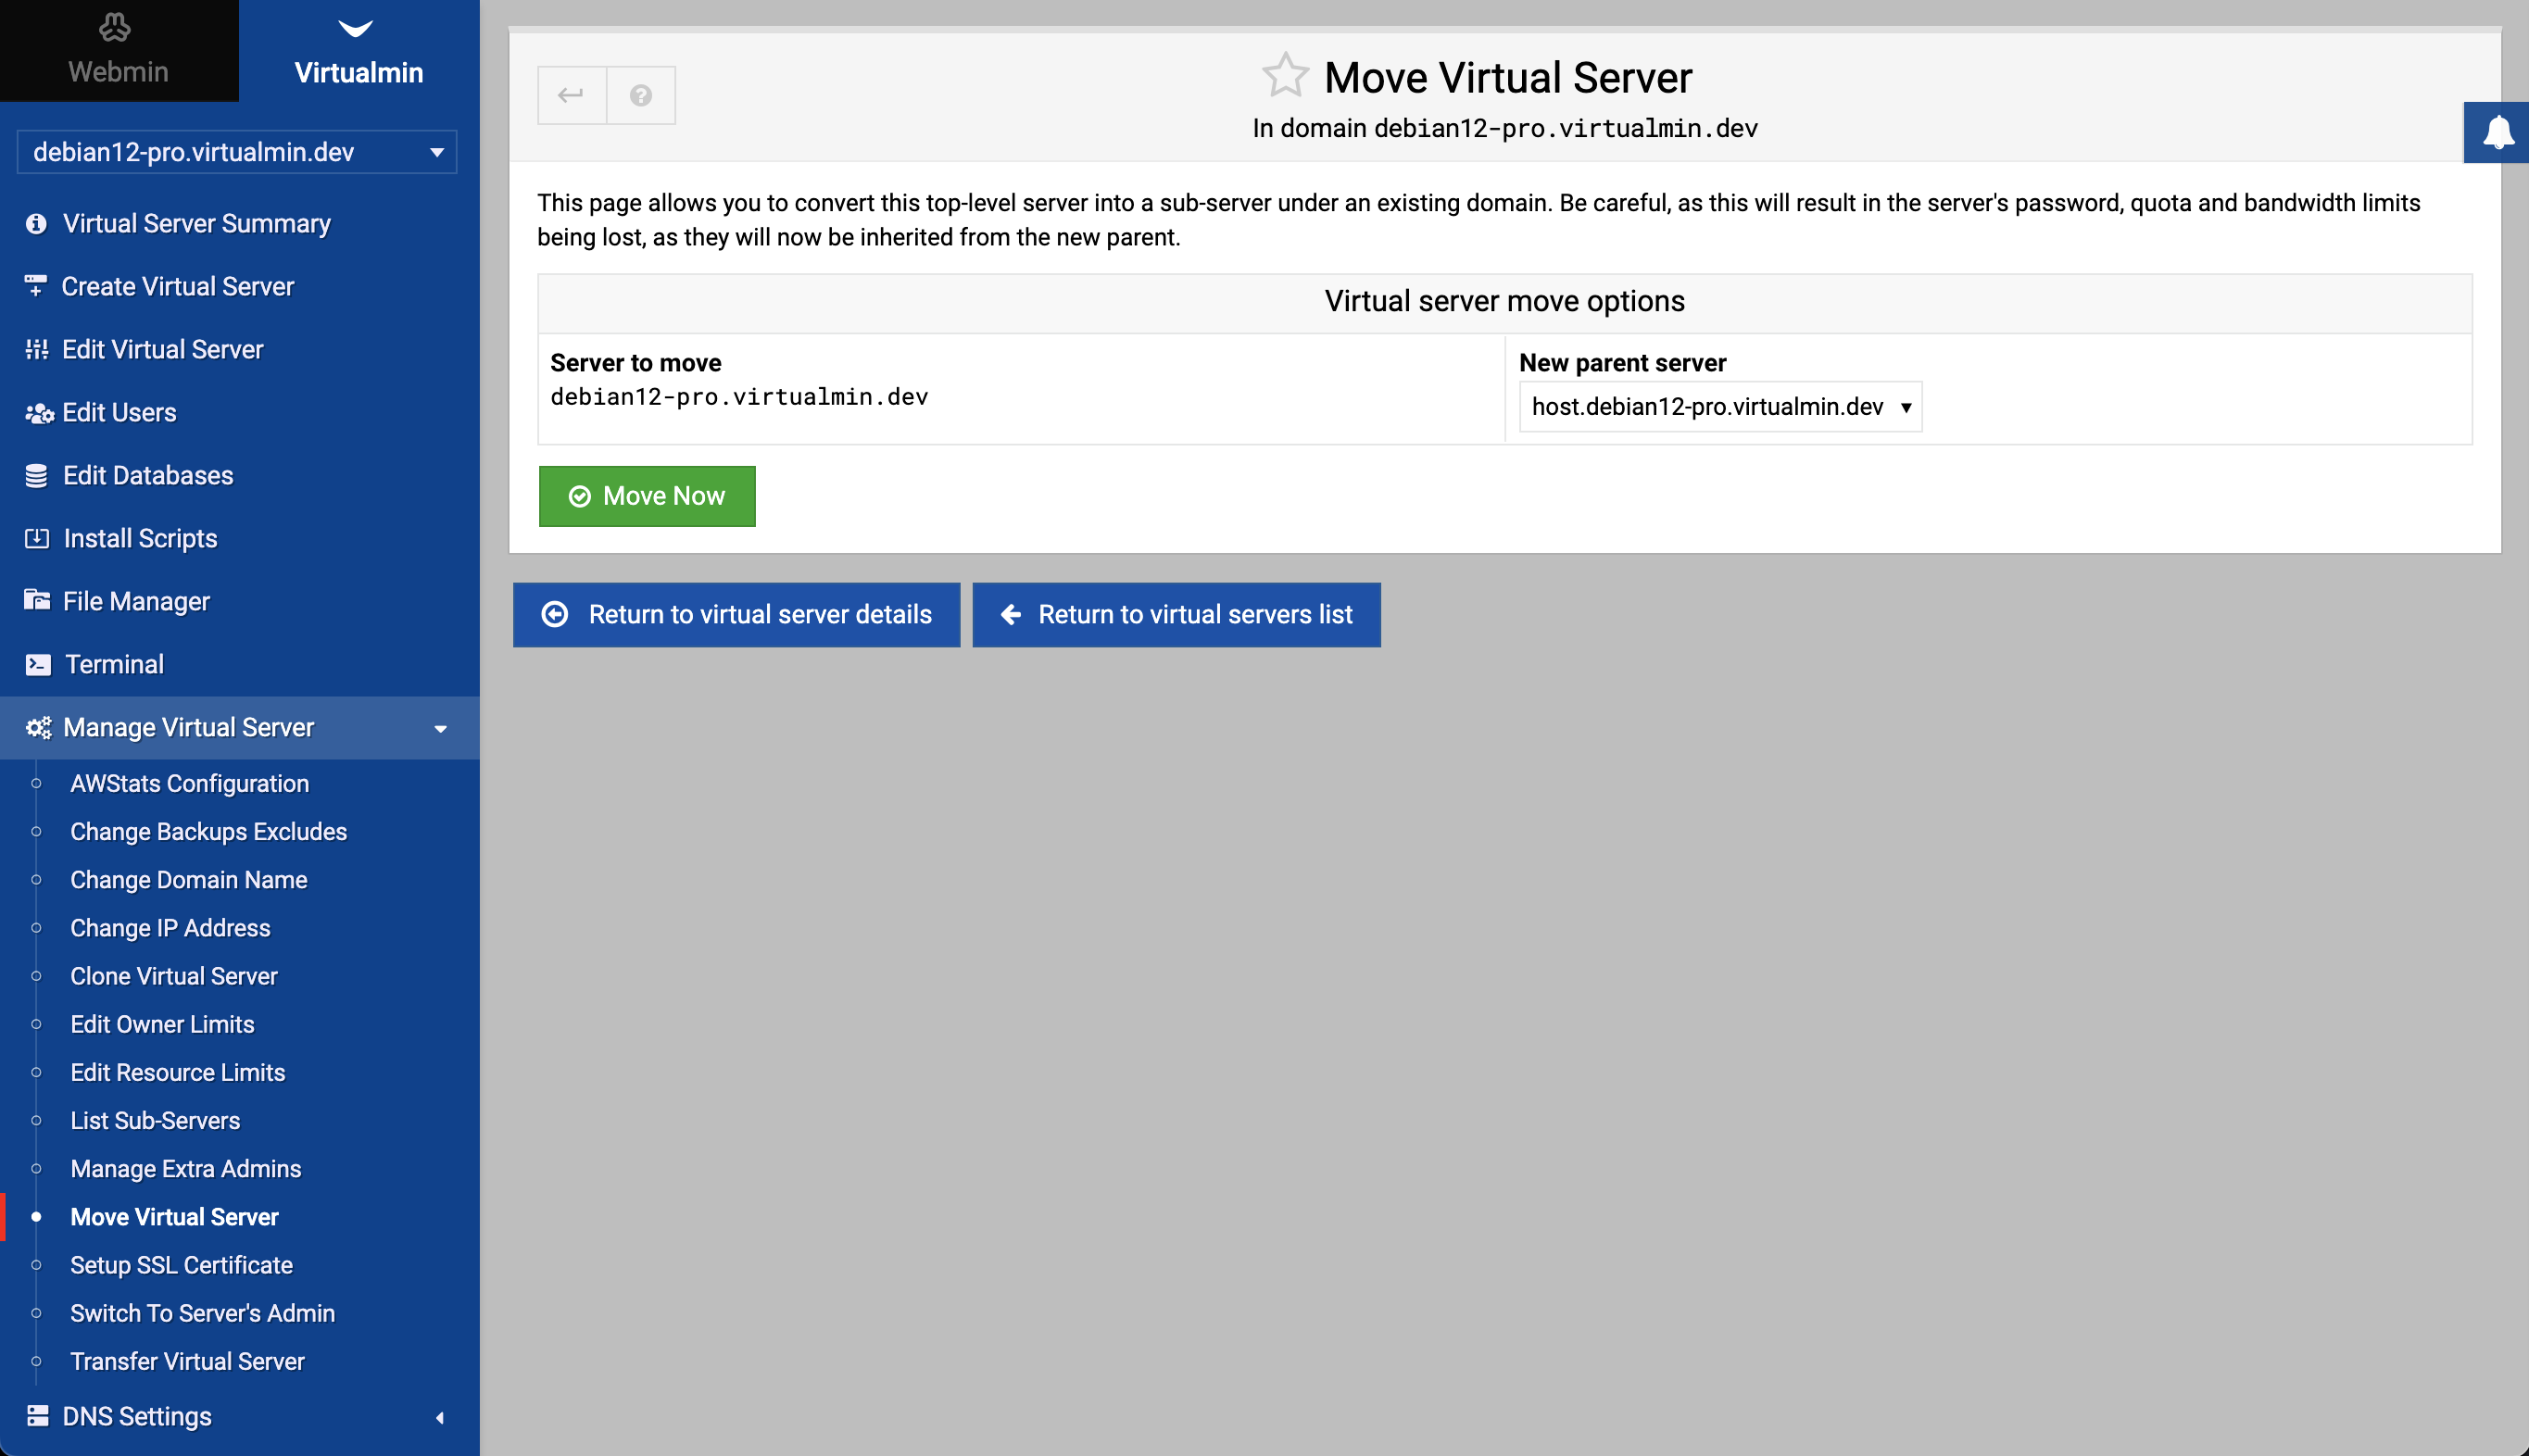 Webmin
Virtualmin
debian12-pro.virtualmin.dev
Virtual Server Summary
Create Virtual Server
Edit Virtual Server
Edit Users
Edit Databases
Install Scripts
File Manager
Terminal
Manage Virtual Server
AWStats Configuration
Change Backups Excludes
Change Domain Name
Change IP Address
Clone Virtual Server
Edit Owner Limits
Edit Resource Limits
List Sub-Servers
Manage Extra Admins
Move Virtual Server
Setup SSL Certificate
Switch To Server's Admin
Transfer Virtual Server
DNS Settings
Move Virtual Server
In domain debian12-pro.virtualmin.dev
This page allows you to convert this top-level server into a sub-server under an existing domain. Be careful, as this will result in the server's password, quota and bandwidth limits
being lost, as they will now be inherited from the new parent.
Virtual server move options
Server to move
debian12-pro.virtualmin.dev
New parent server
host.debian12-pro.virtualmin.dev
Move Now
Return to virtual server details
Return to virtual servers list